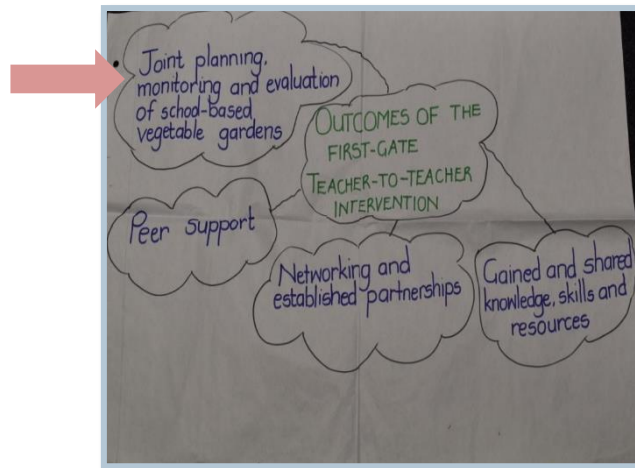 Joint planning,
monitoring and evaluation
of school-based
vegetable gardens
OUTCOMES OF THE
FIRST-GATE
TEACHER-TO-TEACHER
INTERVENTION
Peer support
Networking and
established partnerships
Gained and shared
knowledge, skills and
resources